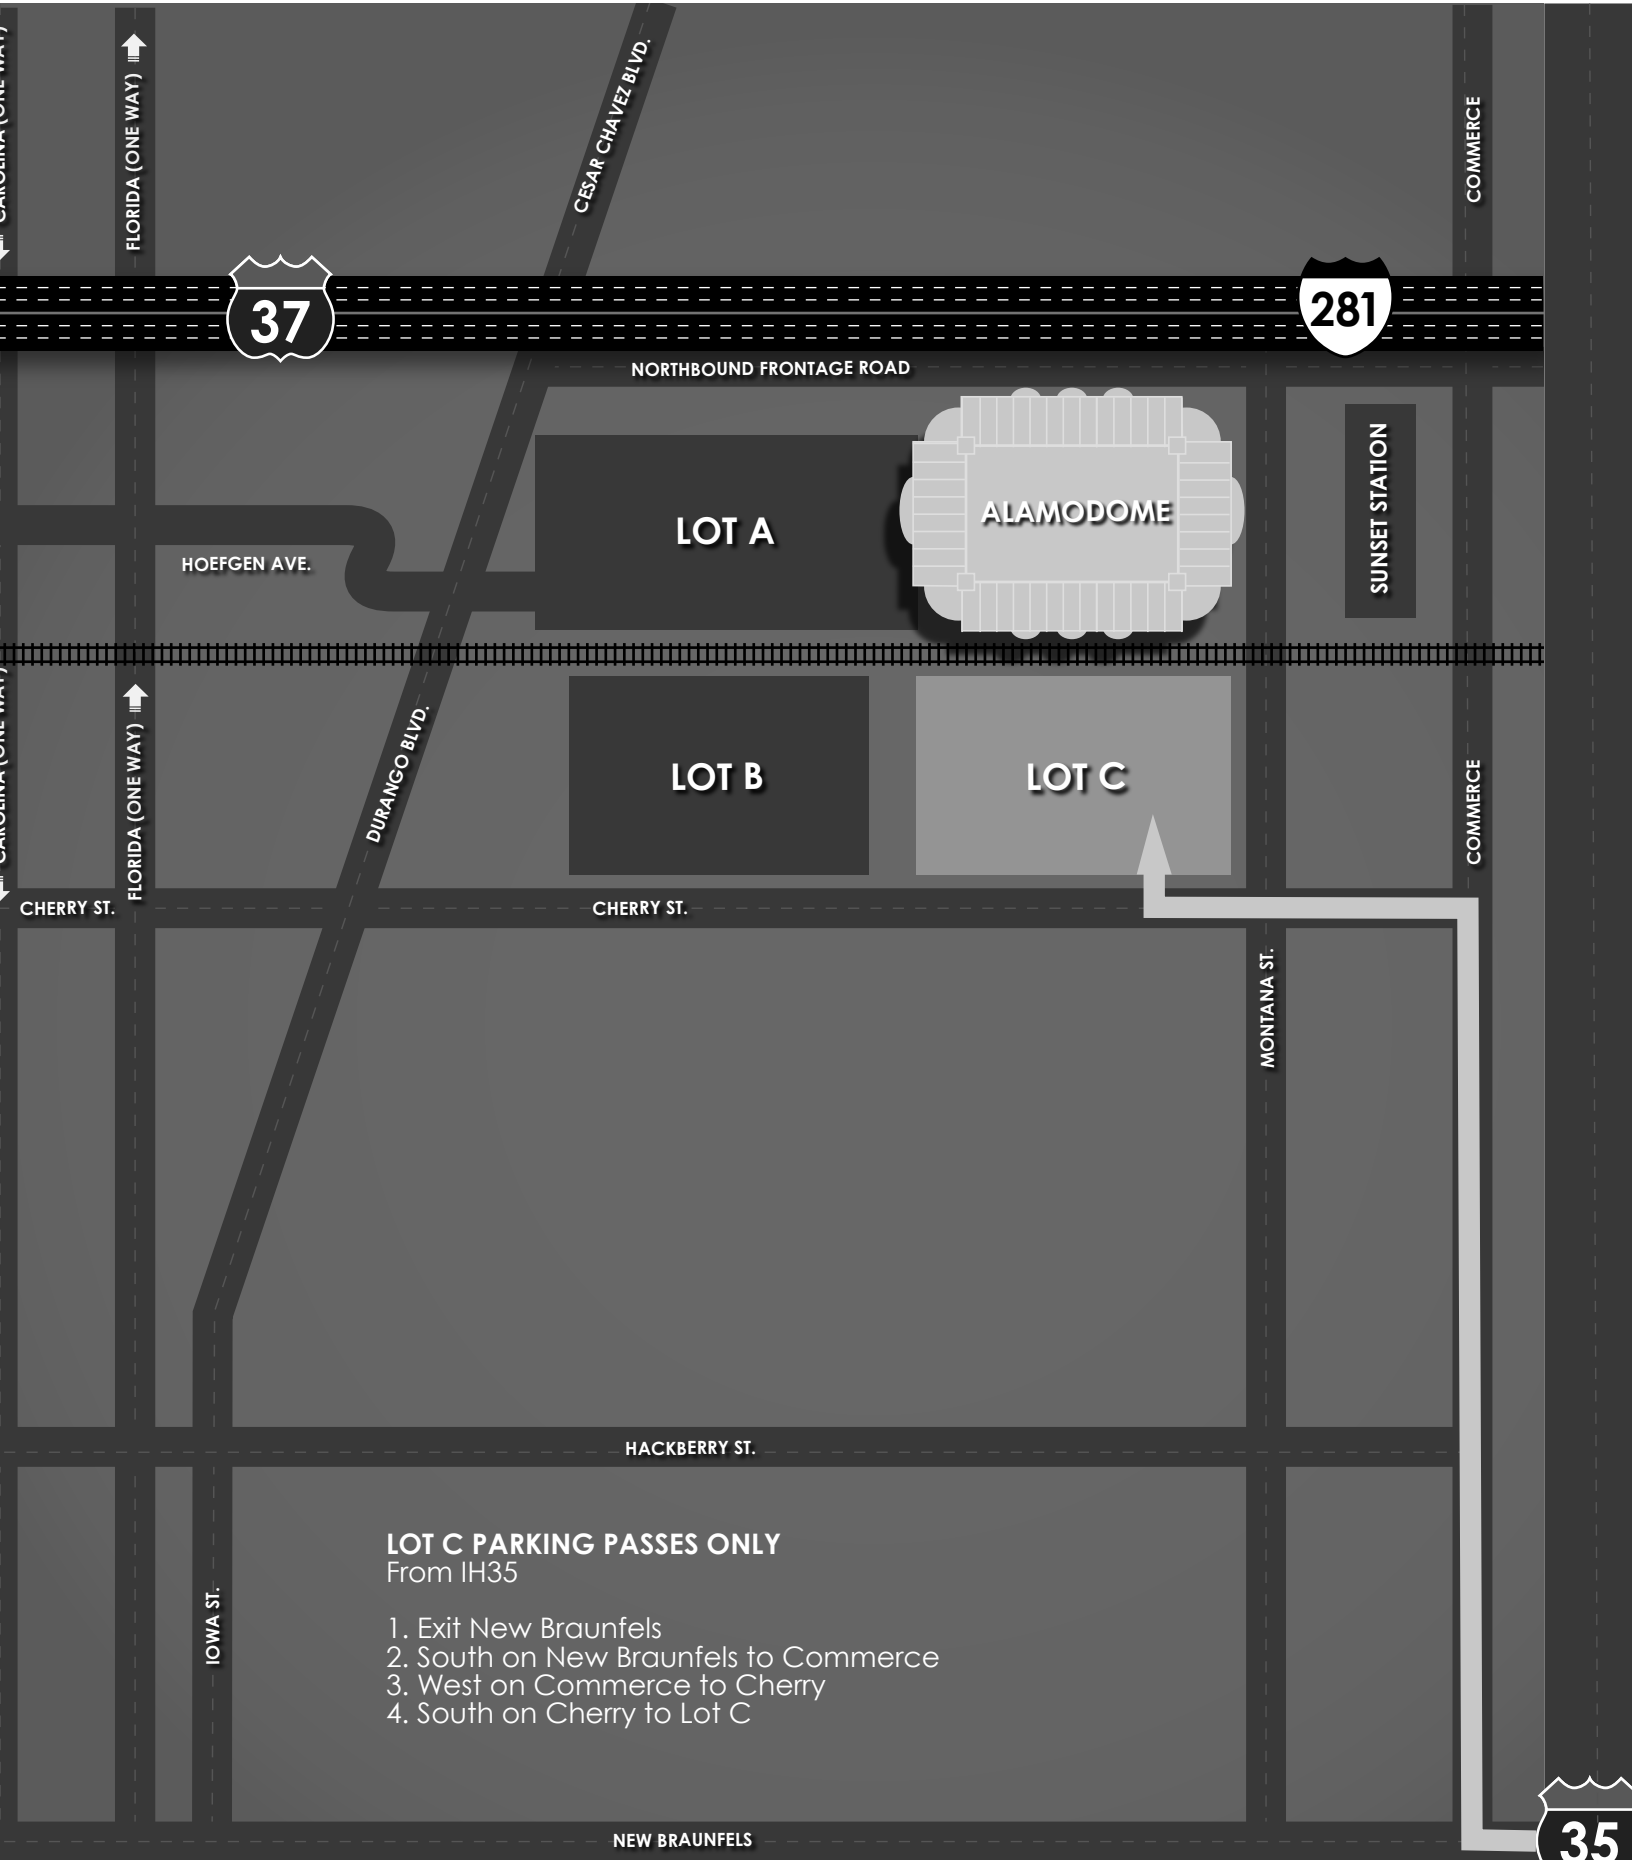 CAROLINA (ONE WAY)
FLORIDA (ONE WAY)
CESAR CHAVEZ BLVD.
COMMERCE
37
281
NORTHBOUND FRONTAGE ROAD
LOT A
ALAMODOME
SUNSET STATION
HOEFGEN AVE.
CAROLINA (ONE WAY)
FLORIDA (ONE WAY)
DURANGO BLVD.
LOT B
LOT C
COMMERCE
CHERRY ST.
CHERRY ST.
MONTANA ST.
HACKBERRY ST.
LOT C PARKING PASSES ONLY
From IH35
1. Exit New Braunfels
2. South on New Braunfels to Commerce
3. West on Commerce to Cherry
4. South on Cherry to Lot C
IOWA ST.
NEW BRAUNFELS
35